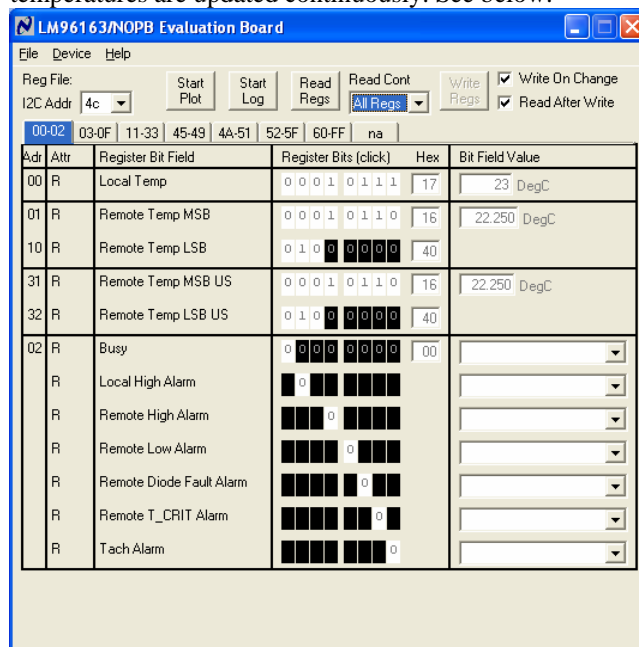 temperatures are updated continuously. See below.
LM96163/NOPB Evaluation Board
File Device Help
Reg File:
I2C Addr 4c
Start Plot
Start Log
Read Regs
Read Cont
All Regs
Write Regs
Write On Change
Read After Write
00-02 03-0F 11-33 45-49 4A-51 52-5F 60-FF na
Adr Attr Register Bit Field Register Bits (click) Hex Bit Field Value
00 R Local Temp 0 0 0 1 0 1 1 1 17 23 DegC
01 R Remote Temp MSB 0 0 0 1 0 1 1 0 16 22.250 DegC
10 R Remote Temp LSB 0 1 0 0 0 0 0 0 40
31 R Remote Temp MSB US 0 0 0 1 0 1 1 0 16 22.250 DegC
32 R Remote Temp LSB US 0 1 0 0 0 0 0 0 40
02 R Busy 0 0 0 0 0 0 0 0 00
R Local High Alarm 0
R Remote High Alarm 0
R Remote Low Alarm 0
R Remote Diode Fault Alarm 0
R Remote T_CRIT Alarm 0
R Tach Alarm 0